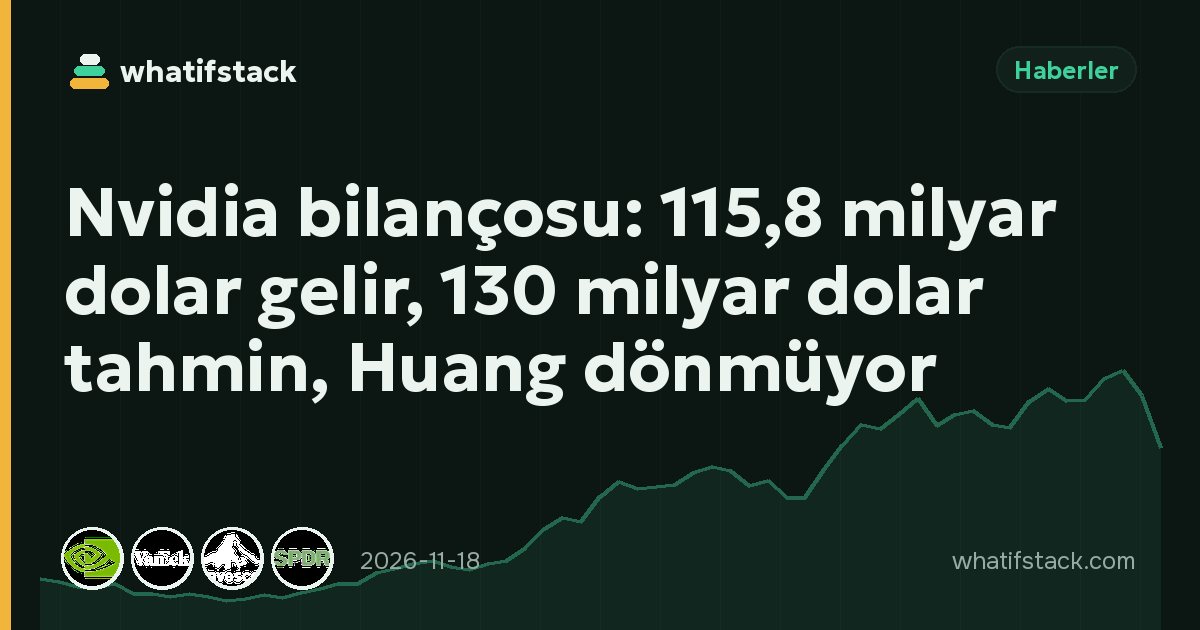 whatifstack
Haberler
Nvidia bilançosu: 115,8 milyar
dolar gelir, 130 milyar dolar
tahmin, Huang dönmüyor
VanEck
Invesco
SPDR
2026-11-18
whatifstack.com